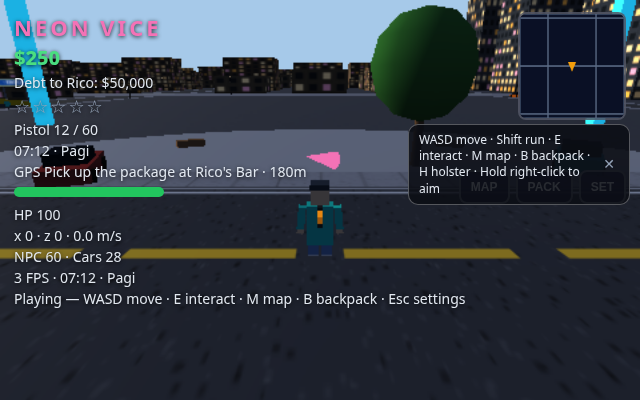 NEON VICE
$250
Debt to Rico: $50,000
☆☆☆☆☆
Pistol 12 / 60
07:12 · Pagi
GPS Pick up the package at Rico's Bar · 180m
HP 100
x 0 · z 0 · 0.0 m/s
NPC 60 · Cars 28
3 FPS · 07:12 · Pagi
Playing — WASD move · E interact · M map · B backpack · Esc settings
WASD move · Shift run · E
interact · M map · B backpack ·
H holster · Hold right-click to
aim
×
MAP PACK SET